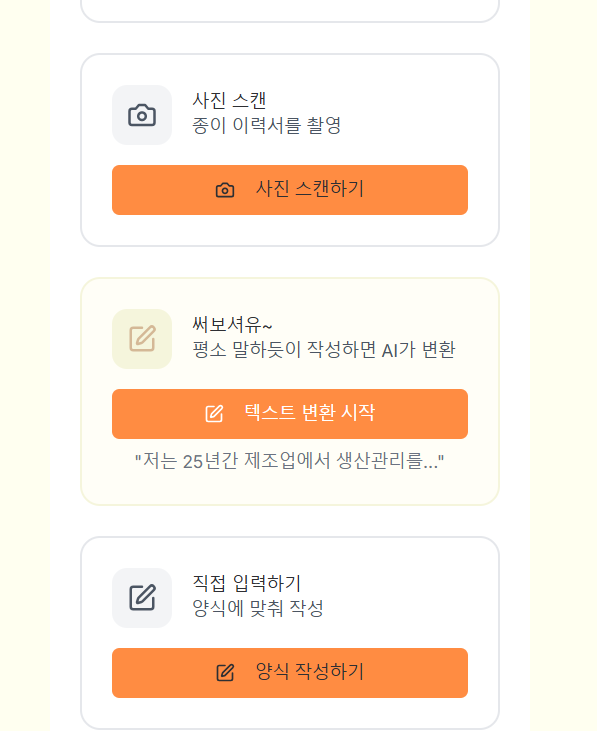 사진 스캔
종이 이력서를 촬영
사진 스캔하기
써보셔유~
평소 말하듯이 작성하면 AI가 변환
텍스트 변환 시작
"저는 25년간 제조업에서 생산관리를..."
직접 입력하기
양식에 맞춰 작성
양식 작성하기